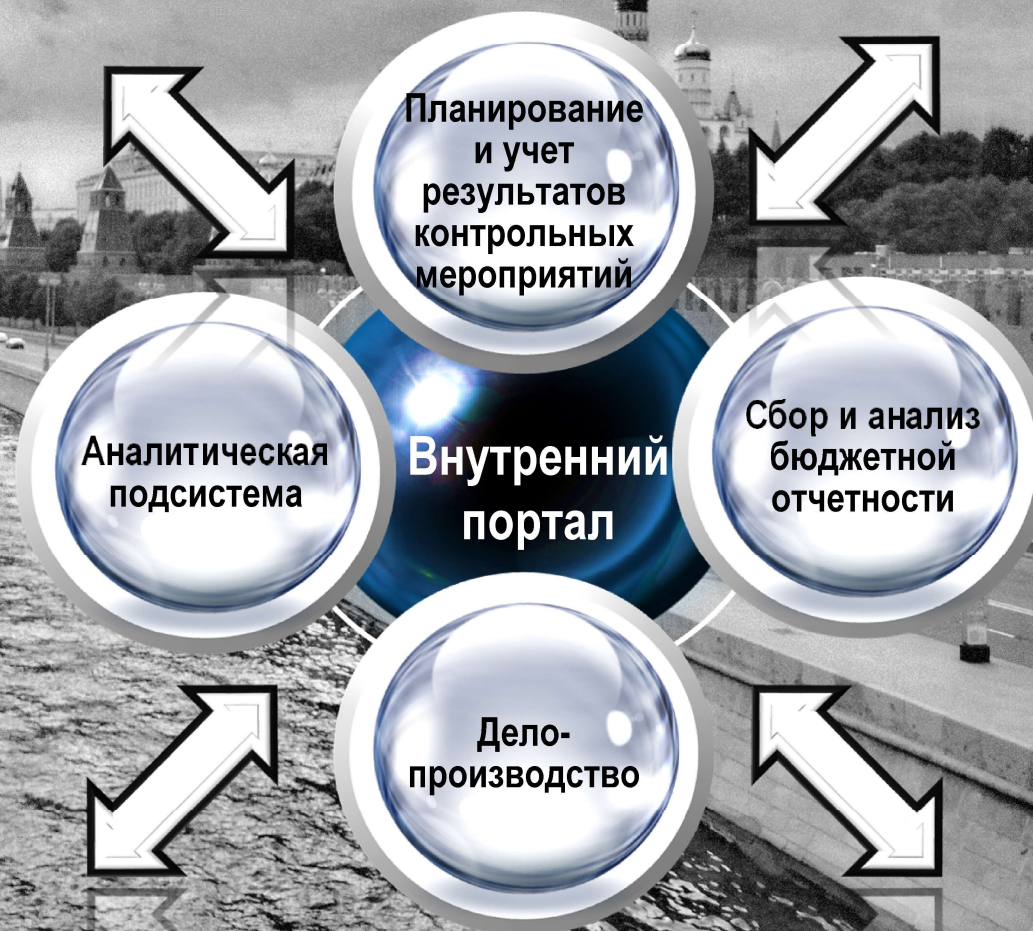 Планирование
и учет
результатов
контрольных
мероприятий
Аналитическая
подсистема
Внутренний
портал
Сбор и анализ
бюджетной
отчетности
Дело-
производство